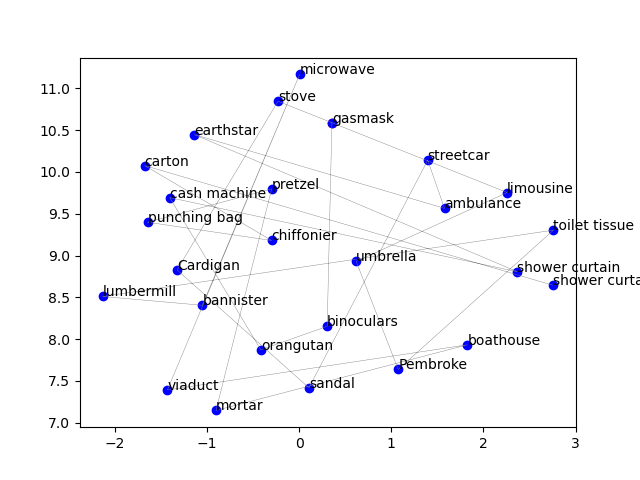 microwave
stove
gasmask
earthstar
streetcar
carton
cash machine
pretzel
limousine
ambulance
punching bag
chiffonier
toilet tissue
umbrella
Cardigan
shower curtain
shower curta
lumbermill
bannister
binoculars
orangutan
boathouse
Pembroke
viaduct
sandal
mortar
11.0
10.5
10.0
9.5
9.0
8.5
8.0
7.5
7.0
−2
−1
0
1
2
3